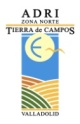 ADRI
ZONA NORTE
TIERRA DE CAMPOS
VALLADOLID